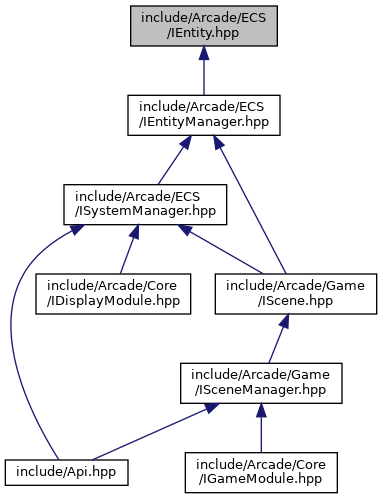 include/Arcade/ECS
/IEntity.hpp
include/Arcade/ECS
/IEntityManager.hpp
include/Arcade/ECS
/ISystemManager.hpp
include/Arcade/Core
/IDisplayModule.hpp
include/Arcade/Game
/IScene.hpp
include/Arcade/Game
/ISceneManager.hpp
include/Api.hpp
include/Arcade/Core
/IGameModule.hpp